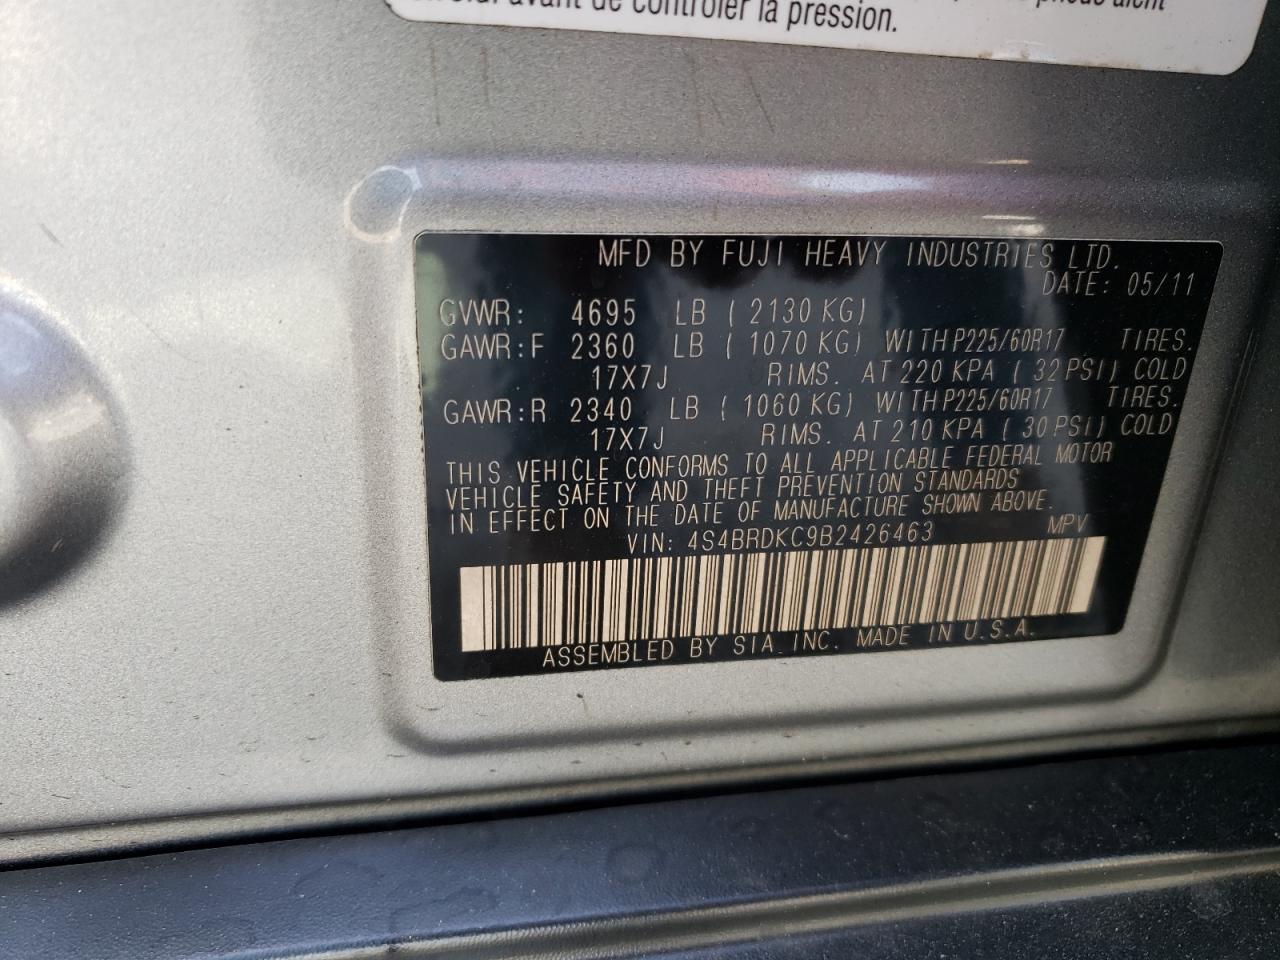 avant de contrôler la pression.
MFD BY FUJI HEAVY INDUSTRIES LTD.
DATE: 05/11
GVWR: 4695 LB ( 2130 KG)
GAWR:F 2360 LB ( 1070 KG) WITH P225/60R17 TIRES.
17X7J RIMS. AT 220 KPA ( 32 PSI) COLD
GAWR:R 2340 LB ( 1060 KG) WITH P225/60R17 TIRES.
17X7J RIMS. AT 210 KPA ( 30 PSI) COLD
THIS VEHICLE CONFORMS TO ALL APPLICABLE FEDERAL MOTOR
VEHICLE SAFETY AND THEFT PREVENTION STANDARDS
IN EFFECT ON THE DATE OF MANUFACTURE SHOWN ABOVE.
VIN: 4S4BRDKC9B2426463 MPV
ASSEMBLED BY SIA INC. MADE IN U.S.A.